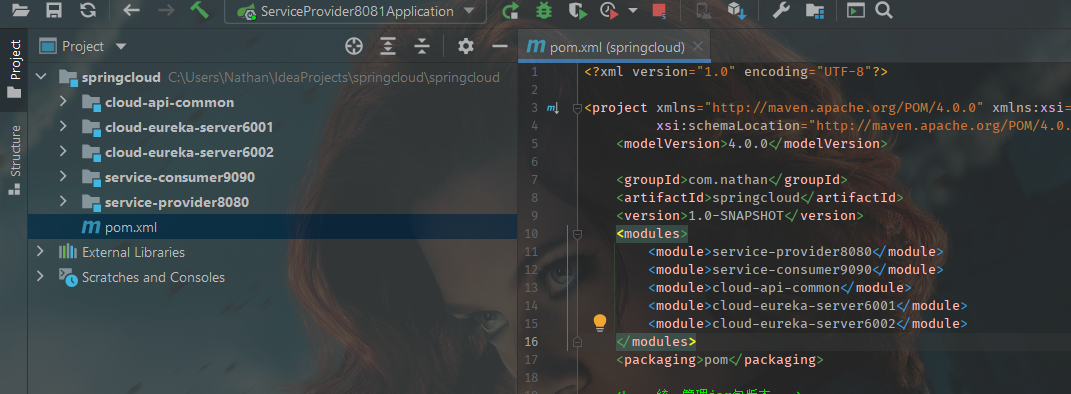 ServiceProvider8081Application
Project
Structure
Project
springcloud C:\Users\Nathan\IdeaProjects\springcloud\springcloud
cloud-api-common
cloud-eureka-server6001
cloud-eureka-server6002
service-consumer9090
service-provider8080
m pom.xml
External Libraries
Scratches and Consoles
m pom.xml (springcloud)
1 <?xml version="1.0" encoding="UTF-8"?>
2
3 <project xmlns="http://maven.apache.org/POM/4.0.0" xmlns:xsi=
4 xsi:schemaLocation="http://maven.apache.org/POM/4.0.
5 <modelVersion>4.0.0</modelVersion>
6
7 <groupId>com.nathan</groupId>
8 <artifactId>springcloud</artifactId>
9 <version>1.0-SNAPSHOT</version>
10 <modules>
11 <module>service-provider8080</module>
12 <module>service-consumer9090</module>
13 <module>cloud-api-common</module>
14 <module>cloud-eureka-server6001</module>
15 <module>cloud-eureka-server6002</module>
16 </modules>
17 <packaging>pom</packaging>
18